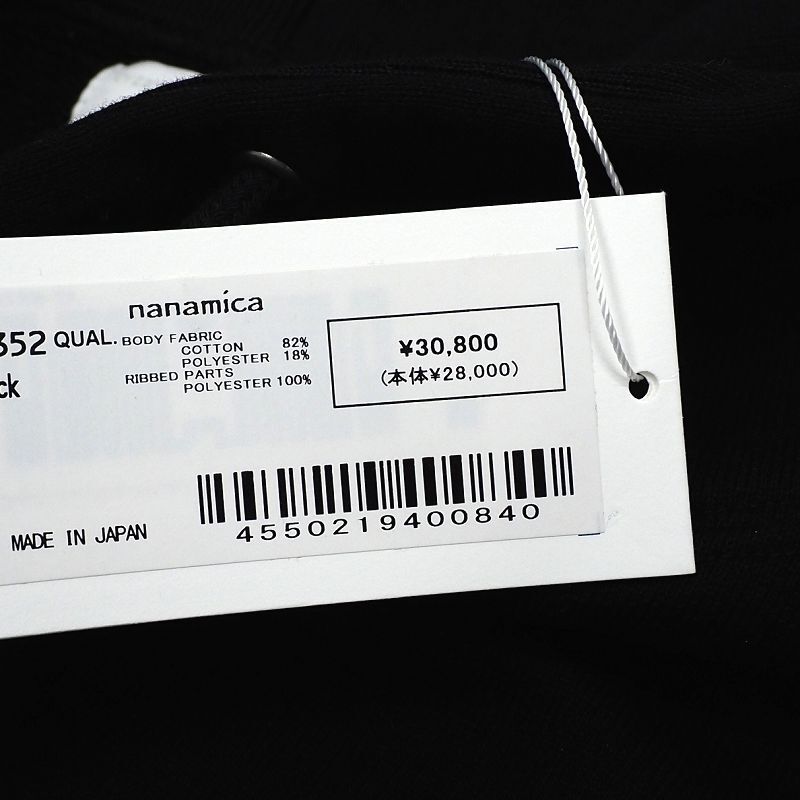 nanamica
352 QUAL. BODY FABRIC
COTTON 82%
POLYESTER 18%
RIBBED PARTS
POLYESTER 100%
ck
¥30,800
(本体¥28,000)
MADE IN JAPAN
4550219400840